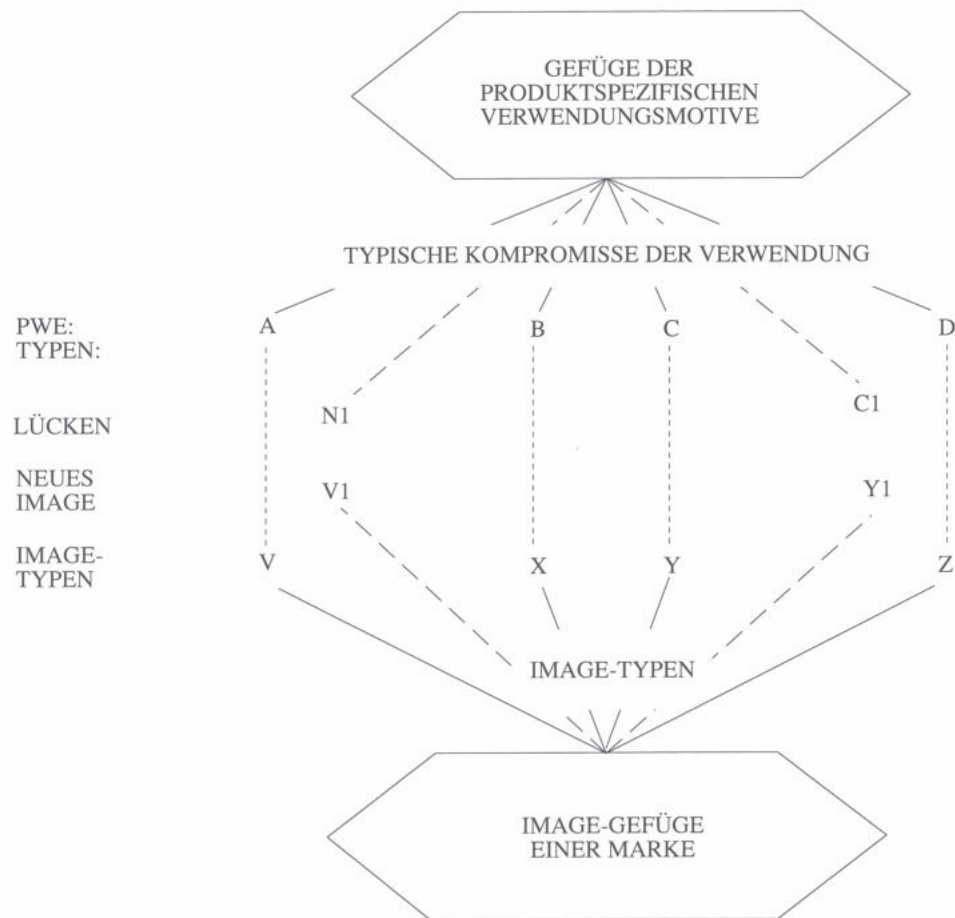 GEFÜGE DER
PRODUKTSPEZIFISCHEN
VERWENDUNGSMOTIVE
TYPISCHE KOMPROMISSE DER VERWENDUNG
PWE: A B C D
TYPEN:
N1 C1
LÜCKEN
NEUES V1 Y1
IMAGE
IMAGE- V X Y Z
TYPEN
IMAGE-TYPEN
IMAGE-GEFÜGE
EINER MARKE